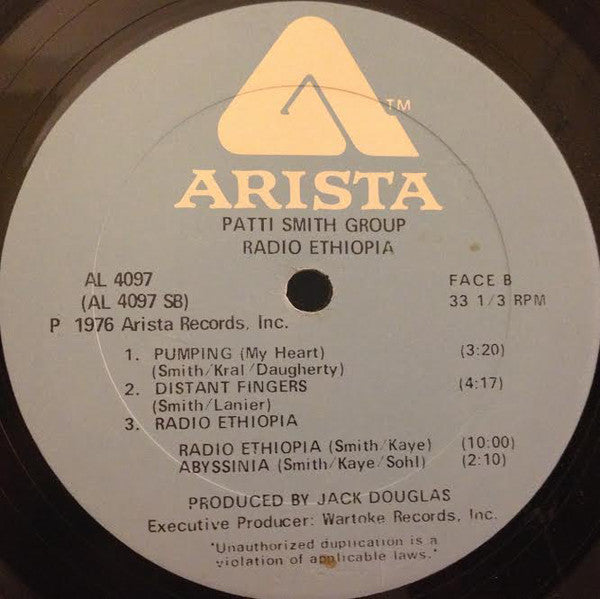 TM
ARISTA
PATTI SMITH GROUP
RADIO ETHIOPIA
AL 4097
(AL 4097 SB)
FACE B
33 1/3 RPM
P 1976 Arista Records, Inc.
1. PUMPING (My Heart) (3:20)
(Smith/Kral/Daugherty)
2. DISTANT FINGERS (4:17)
(Smith/Lanier)
3. RADIO ETHIOPIA
RADIO ETHIOPIA (Smith/Kaye) (10:00)
ABYSSINIA (Smith/Kaye/Sohl) (2:10)
PRODUCED BY JACK DOUGLAS
Executive Producer: Wartoke Records, Inc.
"Unauthorized duplication is a
violation of applicable laws."